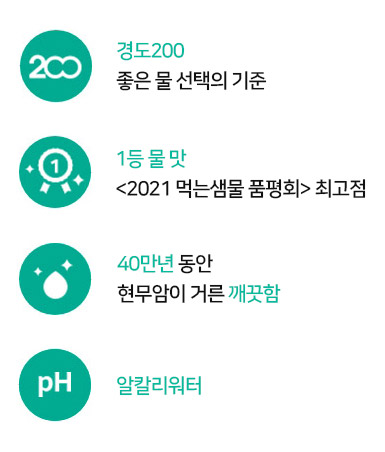 200
경도200
좋은 물 선택의 기준
1
1등 물 맛
<2021 먹는샘물 품평회> 최고점
40만년 동안
현무암이 거른 깨끗함
pH
알칼리워터